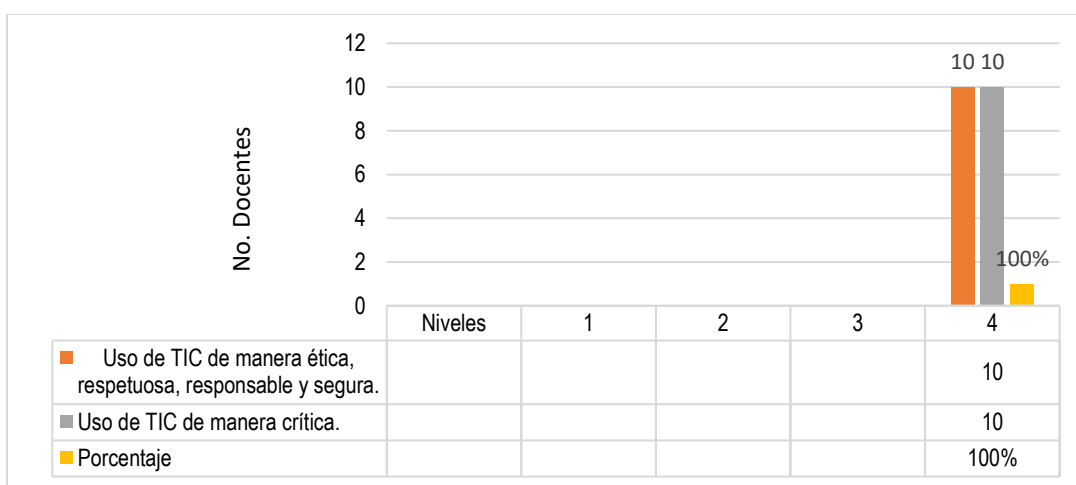 12
10
8
6
4
2
0
No. Docentes
10 10
100%
Niveles 1 2 3 4
Uso de TIC de manera ética,
respetuosa, responsable y segura. 10
Uso de TIC de manera crítica. 10
Porcentaje 100%